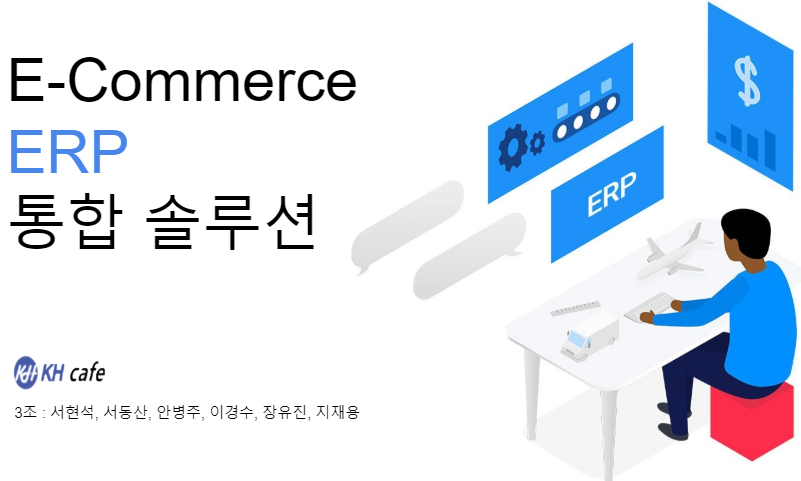 E-Commerce
ERP
통합 솔루션
$
ERP
KH KH cafe
3조 : 서현석, 서동산, 안병주, 이경수, 장유진, 지재용